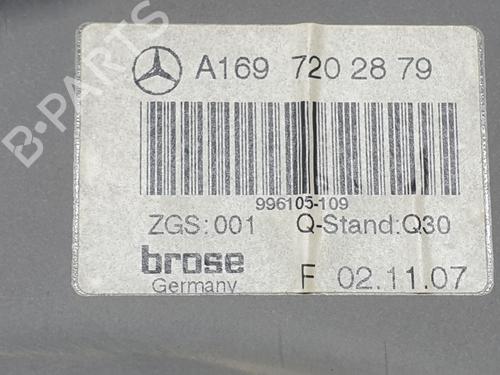 A169 720 28 79
996105-109
ZGS:001 Q-Stand:Q30
brose
Germany F 02.11.07
B-PARTS